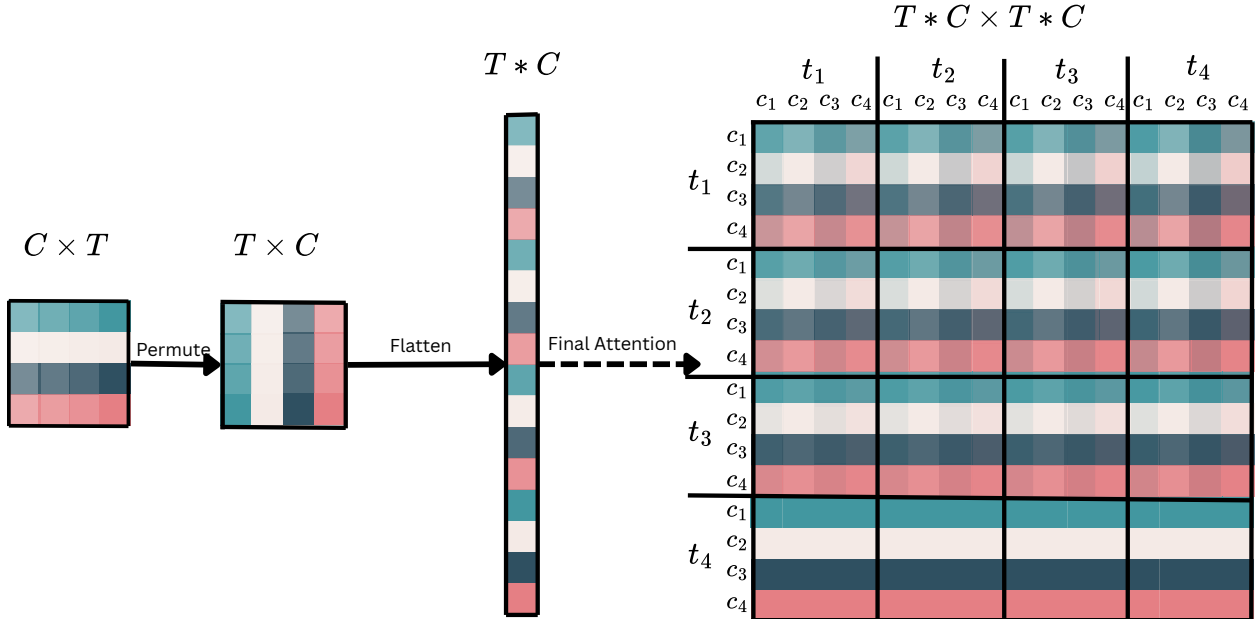 T ∗ C × T ∗ C
T ∗ C
t₁ t₂ t₃ t₄
c₁ c₂ c₃ c₄ c₁ c₂ c₃ c₄ c₁ c₂ c₃ c₄ c₁ c₂ c₃ c₄
C × T
T × C
Permute
Flatten
Final Attention
t₁
c₁
c₂
c₃
c₄
t₂
c₁
c₂
c₃
c₄
t₃
c₁
c₂
c₃
c₄
t₄
c₁
c₂
c₃
c₄